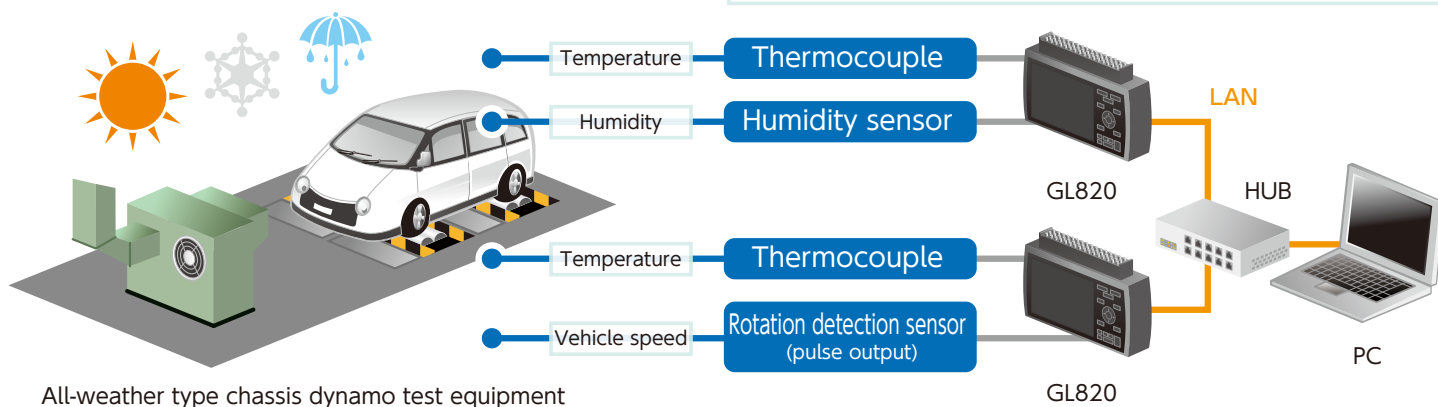 Temperature
Thermocouple
Humidity
Humidity sensor
LAN
GL820
HUB
Temperature
Thermocouple
Vehicle speed
Rotation detection sensor
(pulse output)
PC
GL820
All-weather type chassis dynamo test equipment